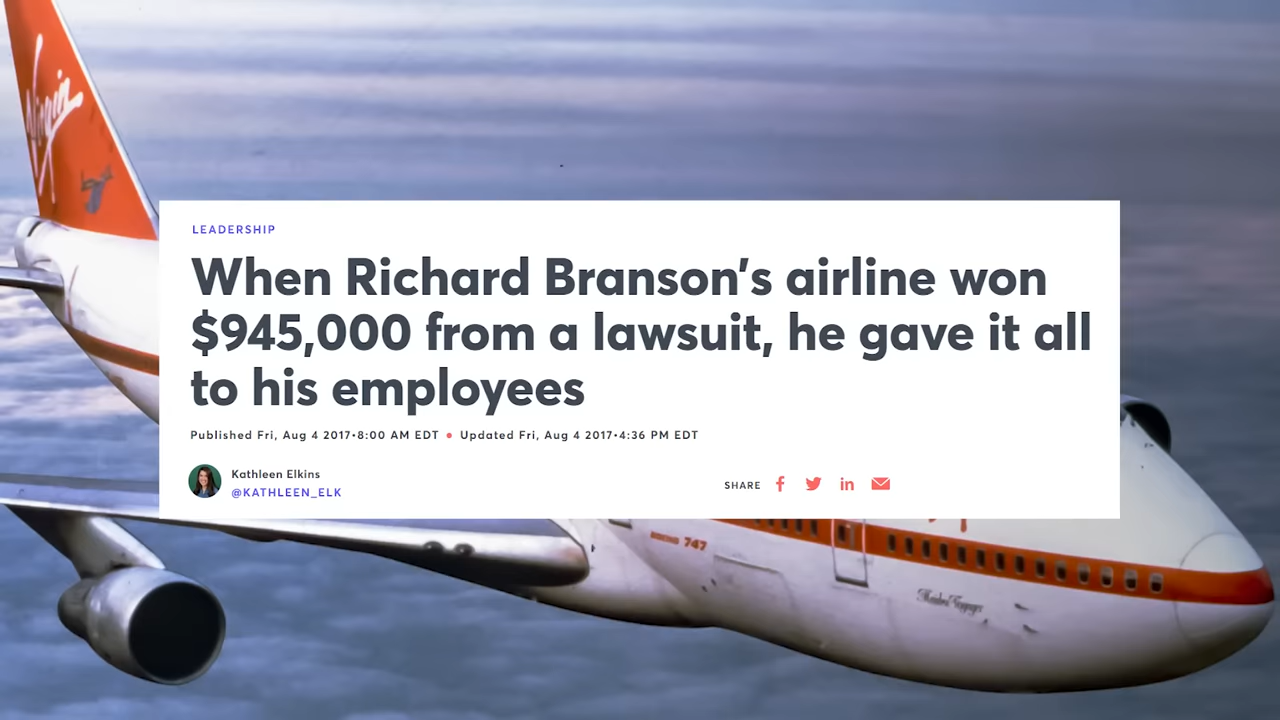 Virgin
LEADERSHIP
When Richard Branson's airline won
$945,000 from a lawsuit, he gave it all
to his employees
Published Fri, Aug 4 2017•8:00 AM EDT • Updated Fri, Aug 4 2017•4:36 PM EDT
Kathleen Elkins
@KATHLEEN_ELK
SHARE
BOEING 747
Maiden Voyager